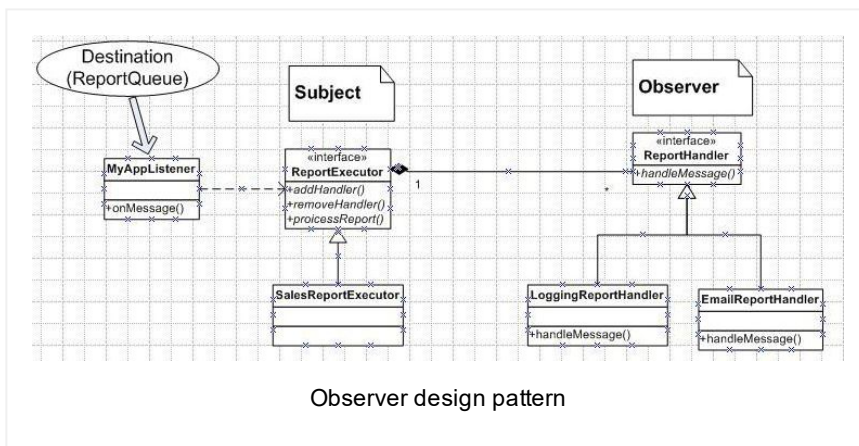 Destination
(ReportQueue)
Subject
Observer
MyAppListener
+onMessage()
«interface»
ReportExecutor
+addHandler()
+removeHandler()
+proicessReport()
1
*
«interface»
ReportHandler
+handleMessage()
SalesReportExecutor
LoggingReportHandler
+handleMessage()
EmailReportHandler
+handleMessage()
Observer design pattern